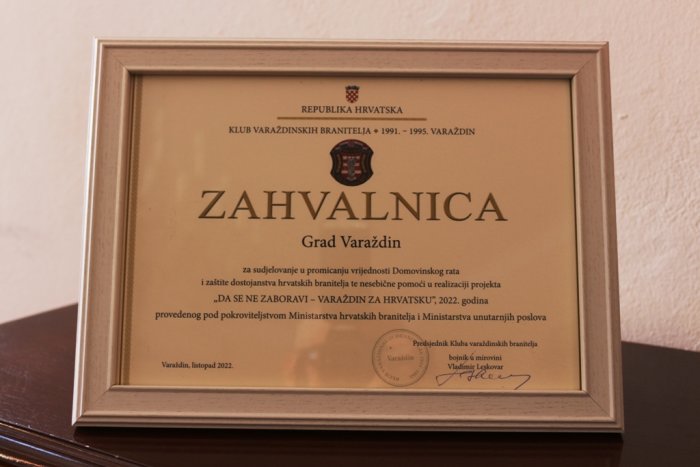 REPUBLIKA HRVATSKA
KLUB VARAŽDINSKIH BRANITELJA • 1991. - 1995. VARAŽDIN
ZAHVALNICA
Grad Varaždin
za sudjelovanje u promicanju vrijednosti Domovinskog rata
i zaštite dostojanstva hrvatskih branitelja te nesebične pomoći u realizaciji projekta
„DA SE NE ZABORAVI – VARAŽDIN ZA HRVATSKU", 2022. godina
provedenog pod pokroviteljstvom Ministarstva hrvatskih branitelja i Ministarstva unutarnjih poslova
Predsjednik Kluba varaždinskih branitelja
bojnik u mirovini
Vladimir Leskovar
Varaždin, listopad 2022.
Varaždin